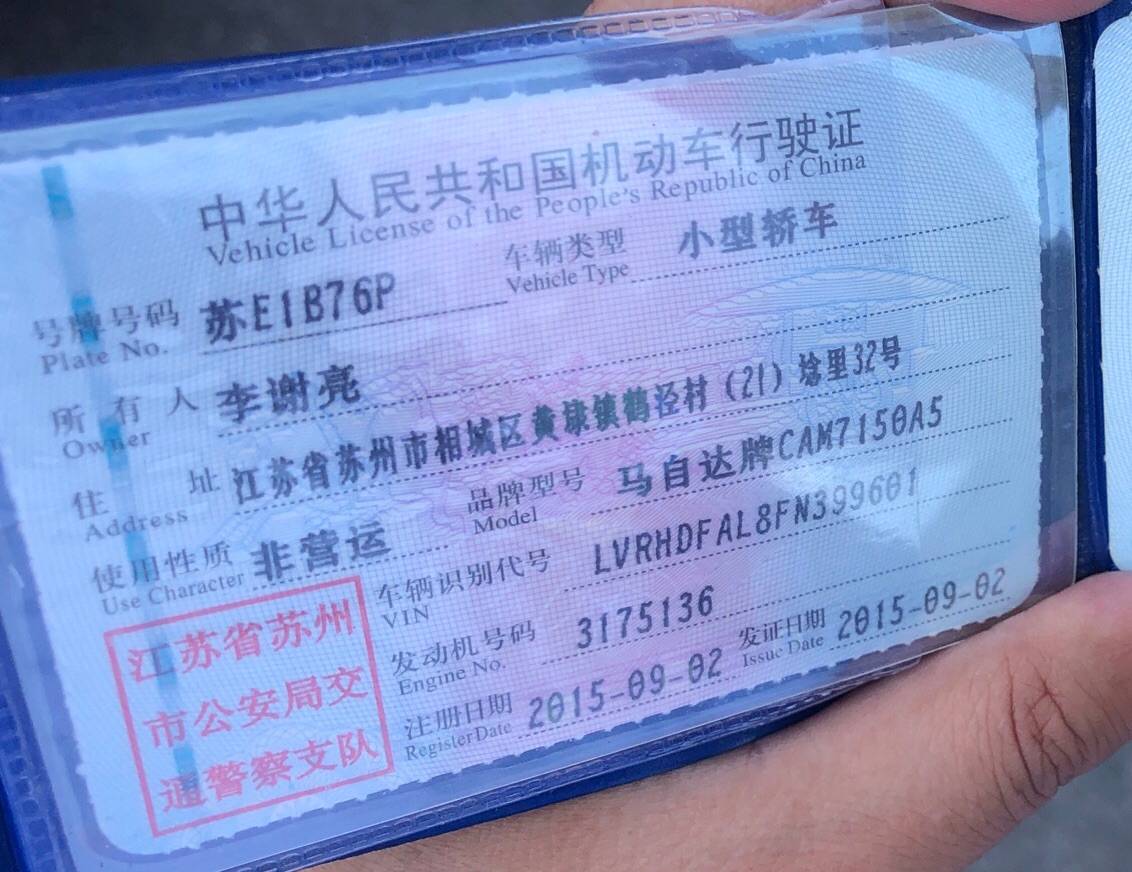 中华人民共和国机动车行驶证
Vehicle License of the People's Republic of China
号牌号码 苏E1B76P 车辆类型 小型轿车
Plate No. Vehicle Type
所有人 李谢亮
Owner
住址 江苏省苏州市相城区黄埭镇鹤泾村(21)埝里32号
Address
使用性质 非营运 品牌型号 马自达牌CAM7150A5
Use Character Model
车辆识别代号 LVRHDFAL8FN399601
VIN
发动机号码 3175136 发证日期 2015-09-02
Engine No. Issue Date
注册日期 2015-09-02
Register Date
江苏省苏州
市公安局交
通警察支队